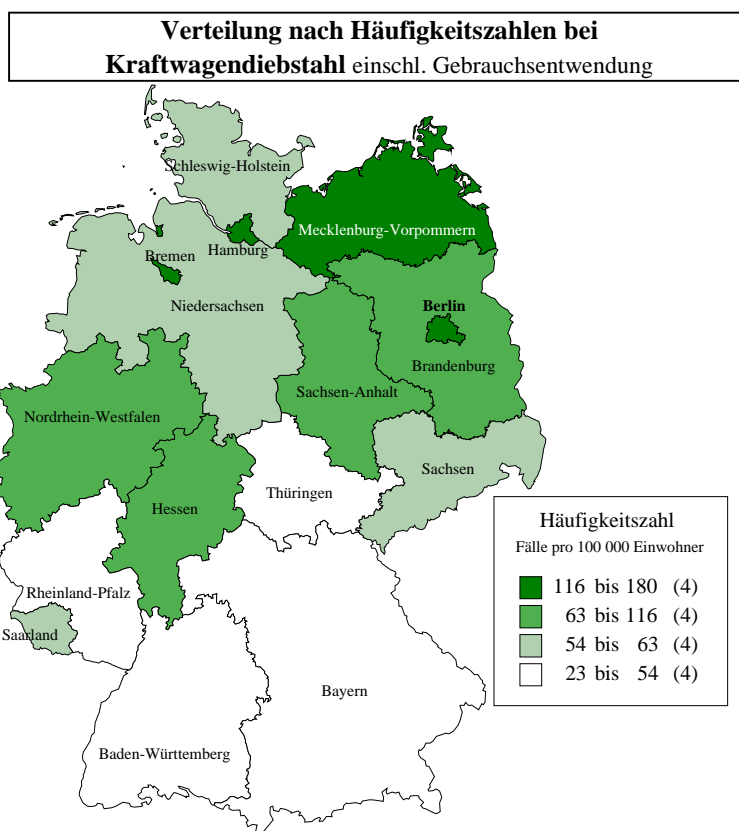 Verteilung nach Häufigkeitszahlen bei
Kraftwagendiebstahl einschl. Gebrauchsentwendung
Schleswig-Holstein
Mecklenburg-Vorpommern
Hamburg
Bremen
Niedersachsen
Berlin
Brandenburg
Sachsen-Anhalt
Nordrhein-Westfalen
Sachsen
Thüringen
Hessen
Rheinland-Pfalz
Saarland
Bayern
Baden-Württemberg
Häufigkeitszahl
Fälle pro 100 000 Einwohner
116 bis 180 (4)
63 bis 116 (4)
54 bis 63 (4)
23 bis 54 (4)